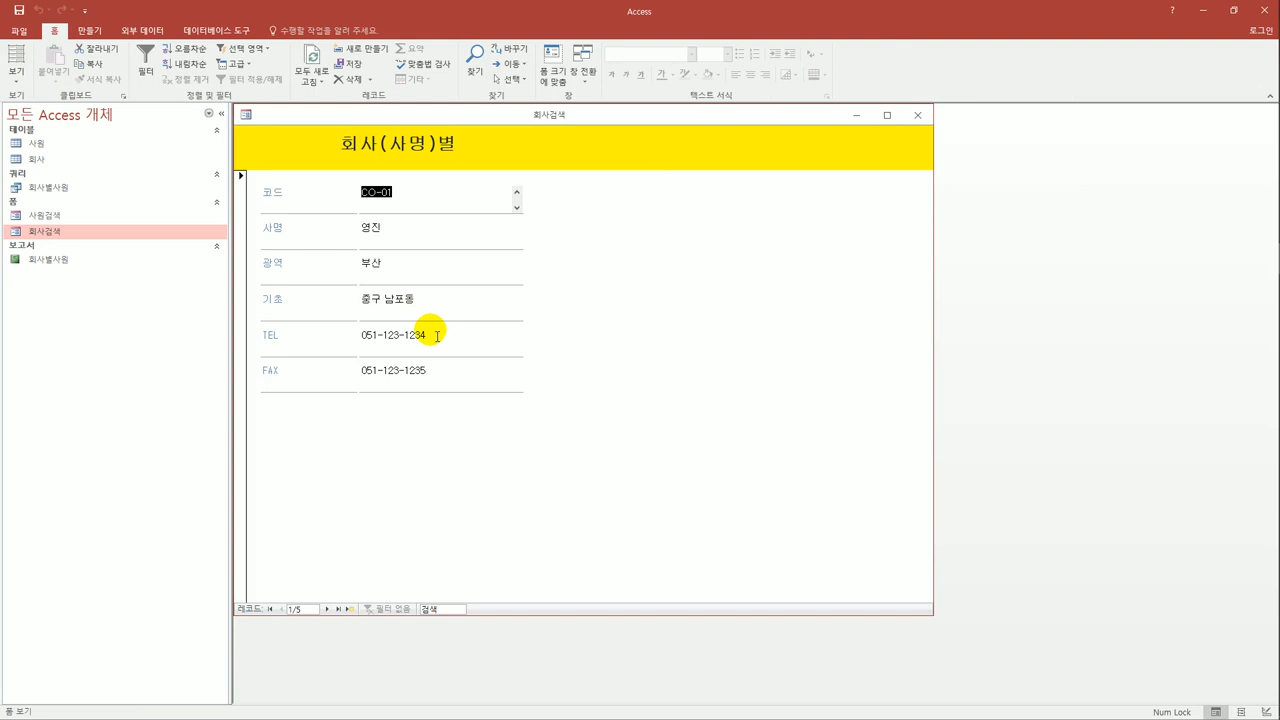 Access
파일 홈 만들기 외부 데이터 데이터베이스 도구 수행할 작업을 알려 주세요. 로그인
보기 붙여넣기 잘라내기 복사 서식 복사 필터 오름차순 내림차순 정렬 제거 선택 영역 고급 필터 적용/해제 모두 새로 고침 새로 만들기 저장 삭제 요약 맞춤법 검사 기타 찾기 바꾸기 이동 선택 폼 크기에 맞춤 창 전환
보기 클립보드 정렬 및 필터 레코드 찾기 창 텍스트 서식
모든 Access 개체
테이블
사원
회사
쿼리
회사별사원
폼
사원검색
회사검색
보고서
회사별사원
회사검색
회사(사명)별
코드 CO-01
사명 영진
광역 부산
기초 중구 남포동
TEL 051-123-1234
FAX 051-123-1235
레코드: 1/5 필터 없음 검색
폼 보기 Num Lock